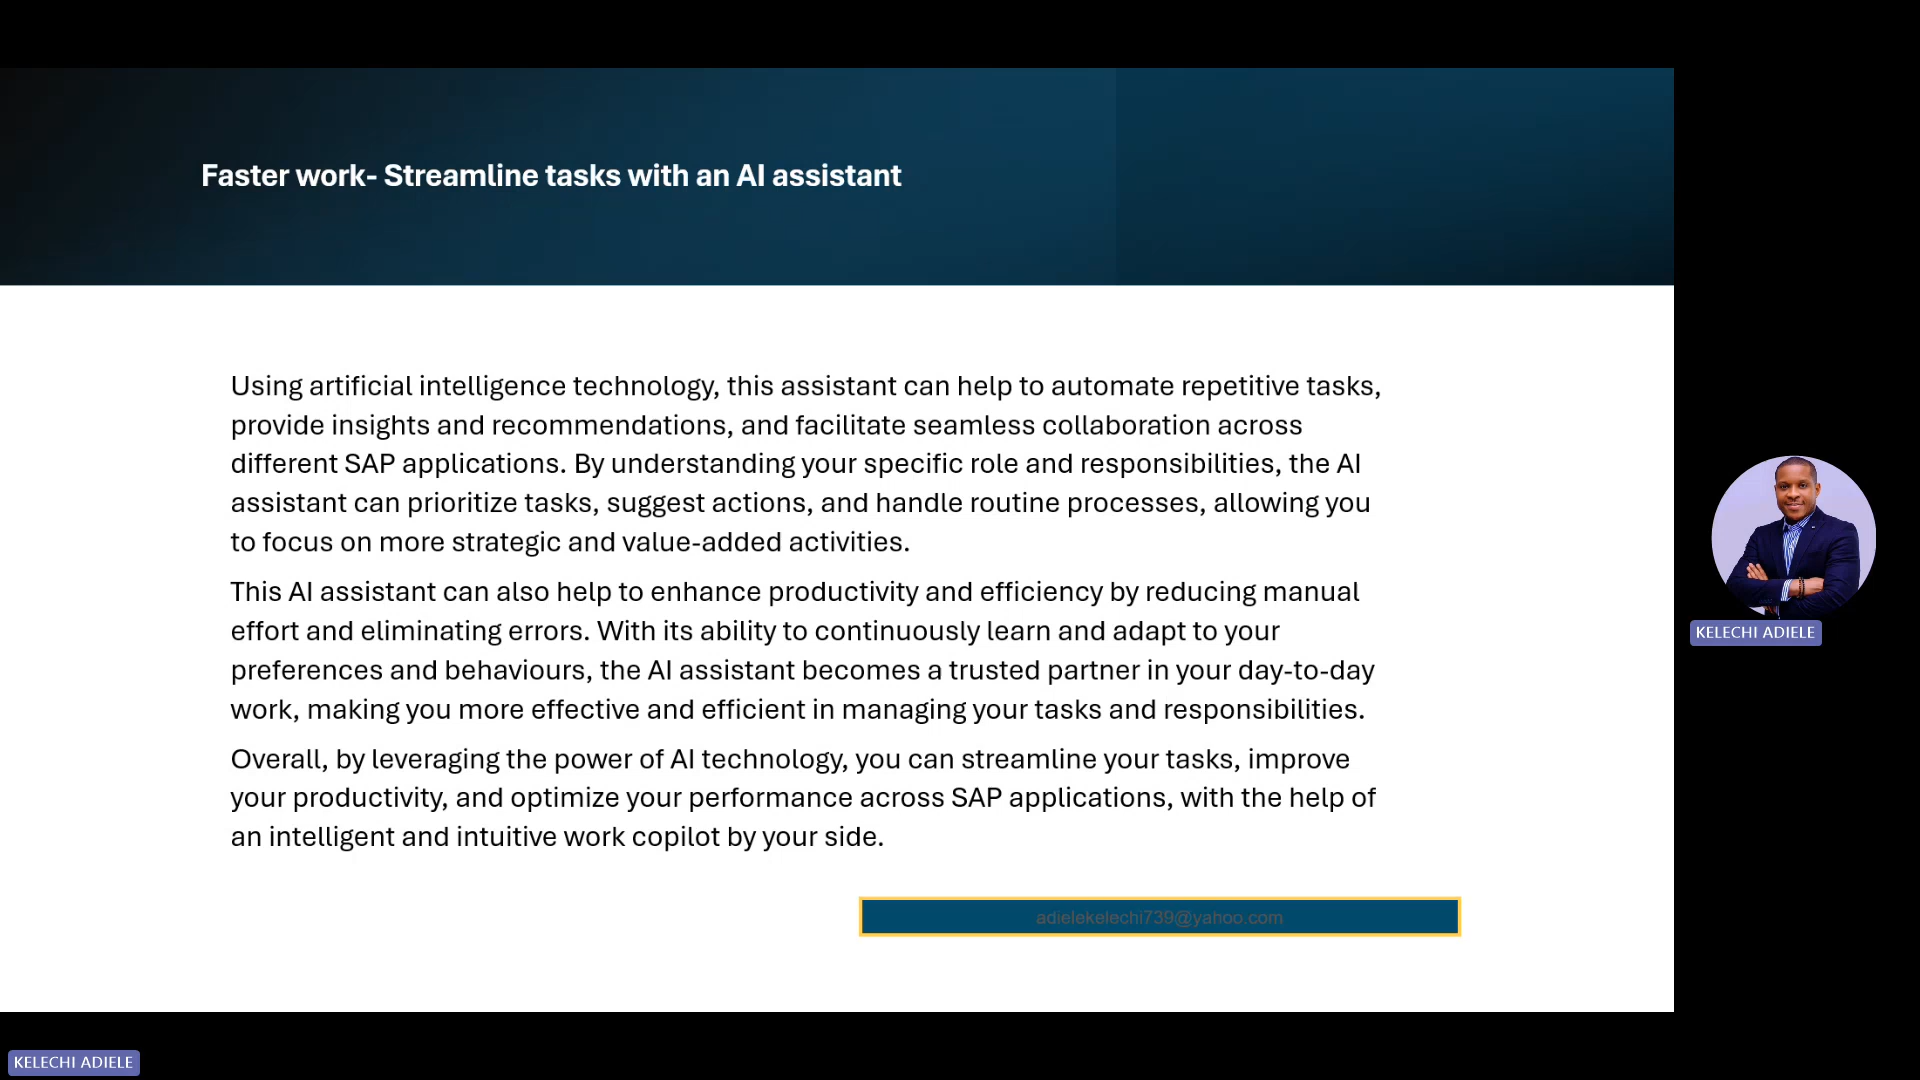 Faster work- Streamline tasks with an AI assistant
Using artificial intelligence technology, this assistant can help to automate repetitive tasks,
provide insights and recommendations, and facilitate seamless collaboration across
different SAP applications. By understanding your specific role and responsibilities, the AI
assistant can prioritize tasks, suggest actions, and handle routine processes, allowing you
to focus on more strategic and value-added activities.
This AI assistant can also help to enhance productivity and efficiency by reducing manual
effort and eliminating errors. With its ability to continuously learn and adapt to your
preferences and behaviours, the AI assistant becomes a trusted partner in your day-to-day
work, making you more effective and efficient in managing your tasks and responsibilities.
Overall, by leveraging the power of AI technology, you can streamline your tasks, improve
your productivity, and optimize your performance across SAP applications, with the help of
an intelligent and intuitive work copilot by your side.
adielekelechi739@yahoo.com
KELECHI ADIELE
KELECHI ADIELE